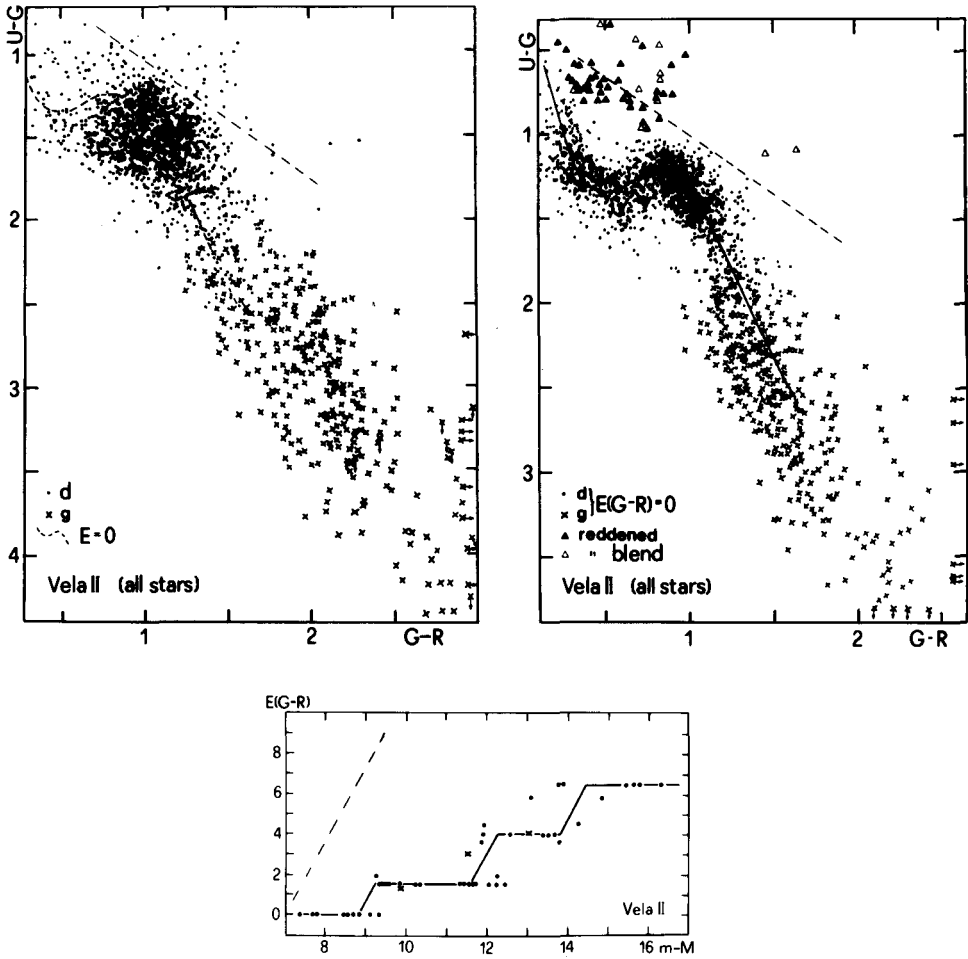 U-G
1
2
3
4
· d
× g
E=0
Vela II (all stars)
1 2 G-R
U-G
1
2
3
· d
× g
}E(G-R)=0
▲ reddened
△ " blend
Vela II (all stars)
1 2 G-R
E(G-R)
8
6
4
2
0
Vela II
8 10 12 14 16 m-M